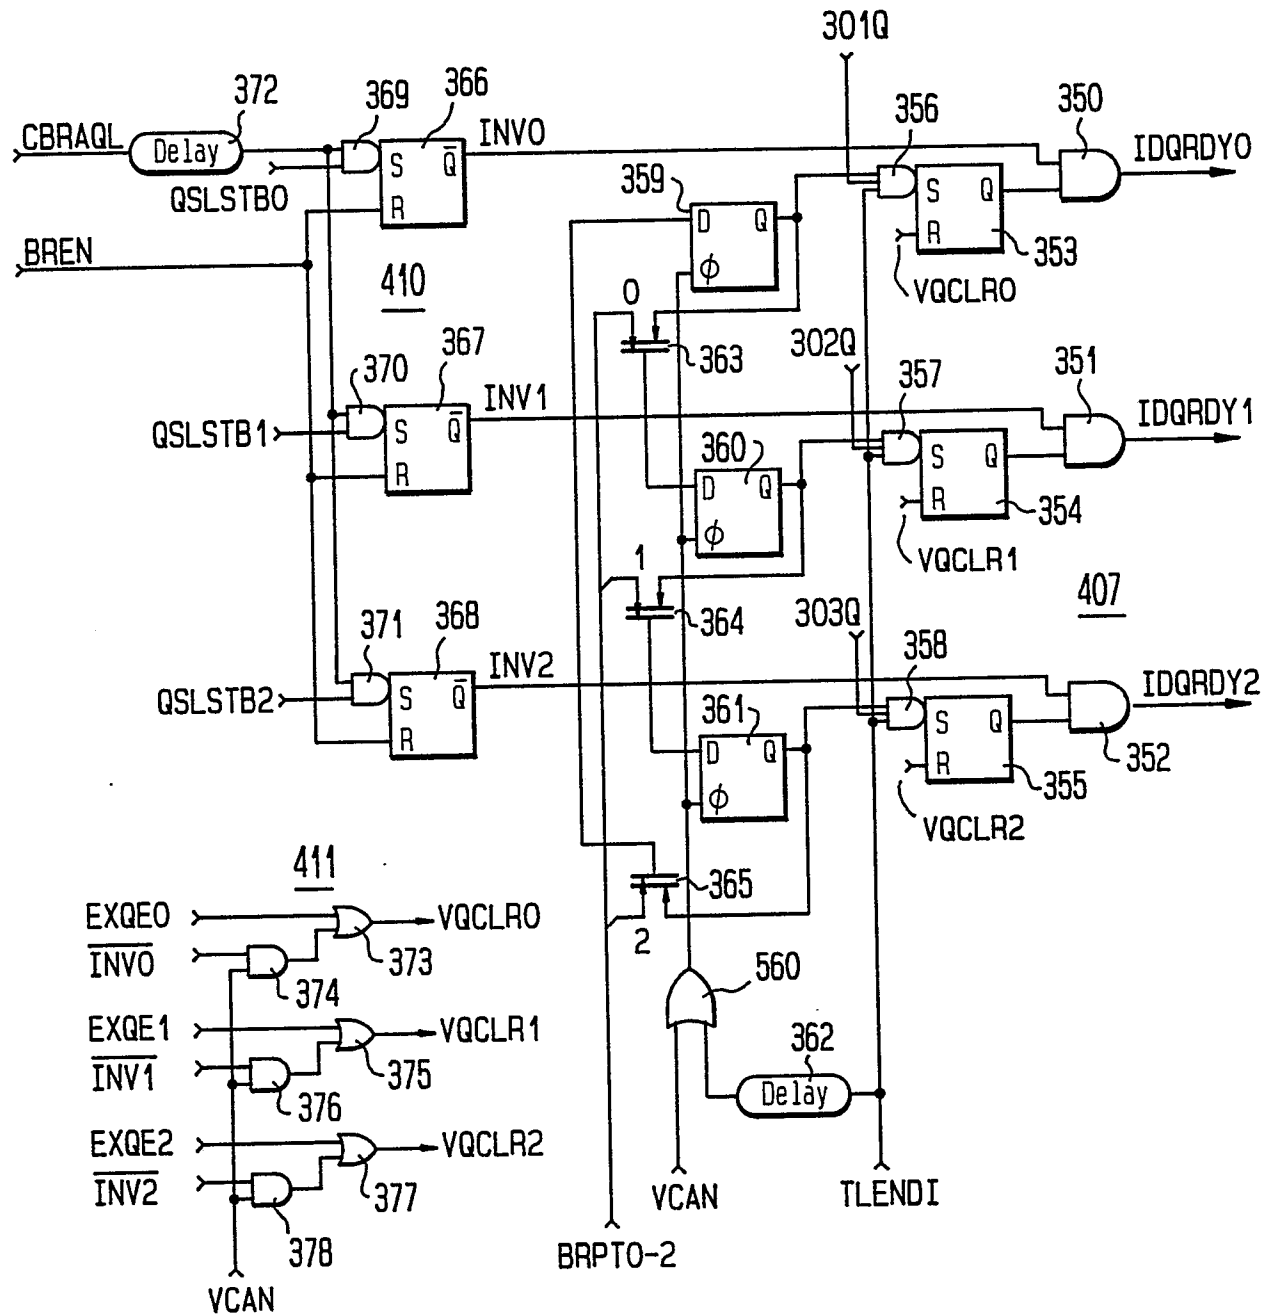 301Q
372
369
366
356
350
CBRAQL
Delay
S
Q̅
INV0
IDQRDY0
QSLSTB0
R
359
D
Q
S
Q
R
353
BREN
ϕ
VQCLR0
410
0
363
302Q
367
370
357
351
INV1
IDQRDY1
QSLSTB1
S
Q̅
R
360
D
Q
S
Q
R
354
ϕ
VQCLR1
1
364
407
303Q
371
368
358
INV2
IDQRDY2
QSLSTB2
S
Q̅
R
361
D
Q
S
Q
R
355
352
ϕ
VQCLR2
411
365
2
EXQE0
VQCLR0
I̅N̅V̅0̅
373
374
560
EXQE1
VQCLR1
I̅N̅V̅1̅
375
376
362
Delay
EXQE2
VQCLR2
I̅N̅V̅2̅
377
378
VCAN
TLENDI
BRPT0-2
VCAN